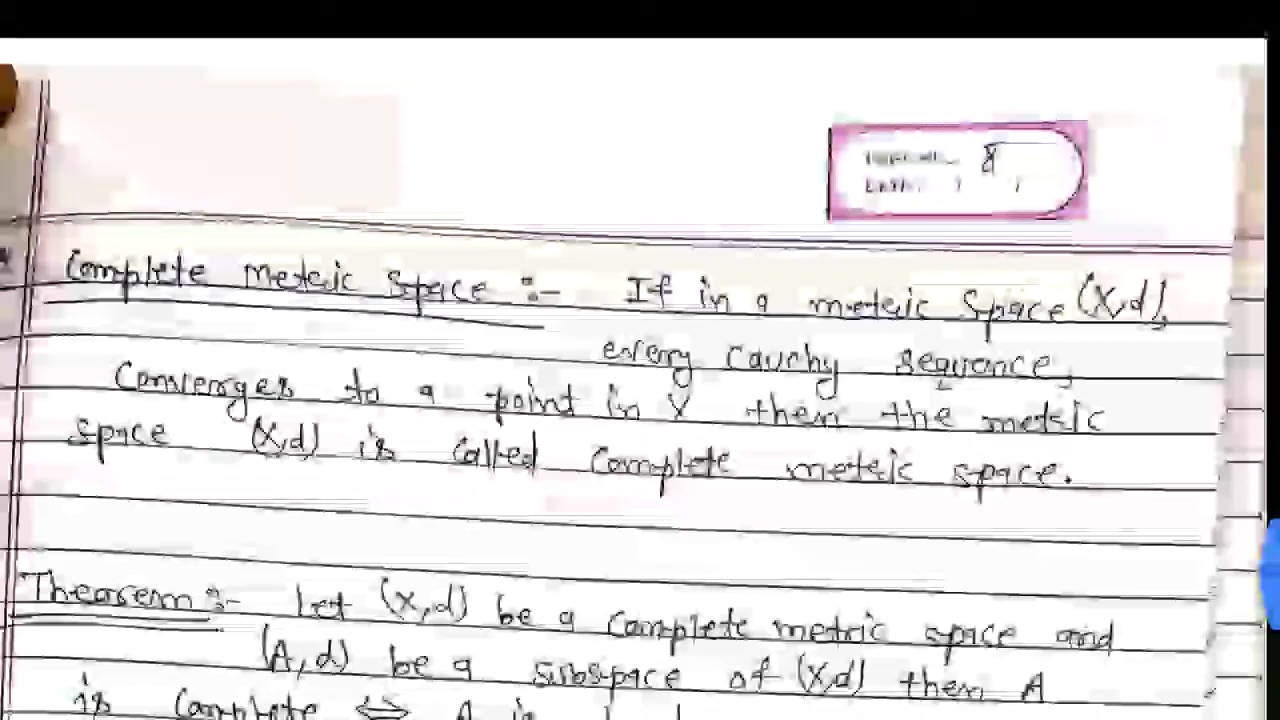 8
Complete metric space :- If in a metric space (X,d),
every cauchy sequence,
Converges to a point in X then the metric
space (X,d) is called Complete metric space.
Theorem :- Let (X,d) be a Complete metric space and
(A,d) be a subspace of (X,d) then A
is Complete ⇔ A is